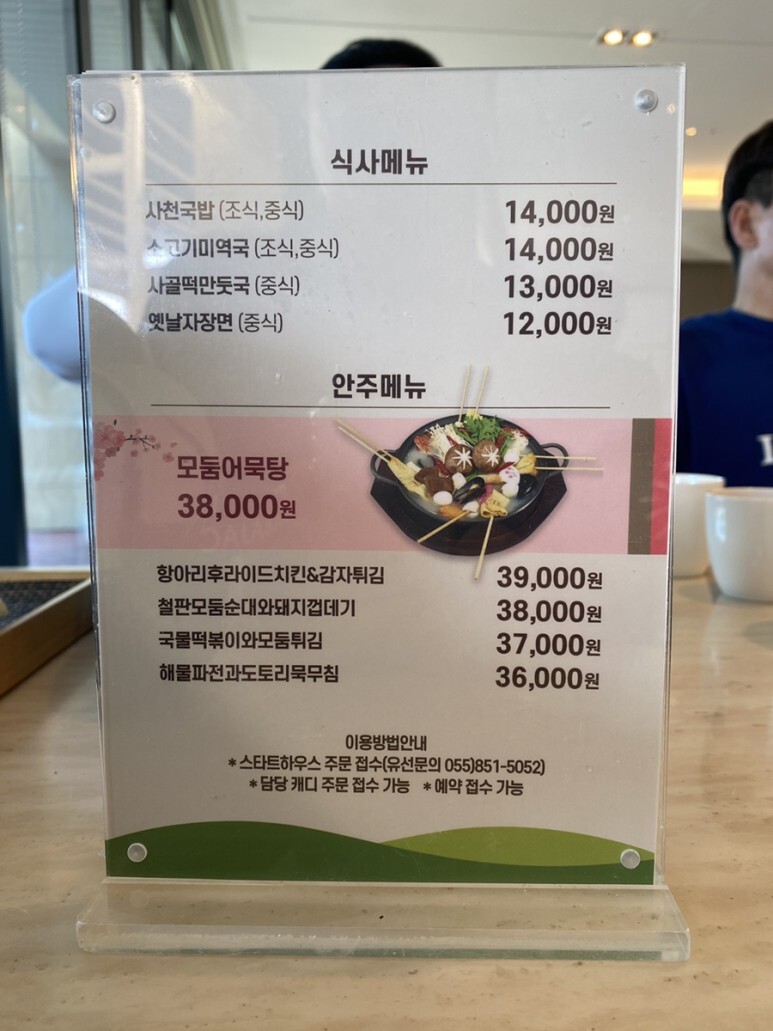 식사메뉴
사천국밥 (조식,중식) 14,000원
소고기미역국 (조식,중식) 14,000원
사골떡만둣국 (중식) 13,000원
옛날자장면 (중식) 12,000원
안주메뉴
모둠어묵탕
38,000원
항아리후라이드치킨&감자튀김 39,000원
철판모둠순대와돼지껍데기 38,000원
국물떡볶이와모둠튀김 37,000원
해물파전과도토리묵무침 36,000원
이용방법안내
*스타트하우스 주문 접수(유선문의 055)851-5052)
*담당 캐디 주문 접수 가능 *예약 접수 가능